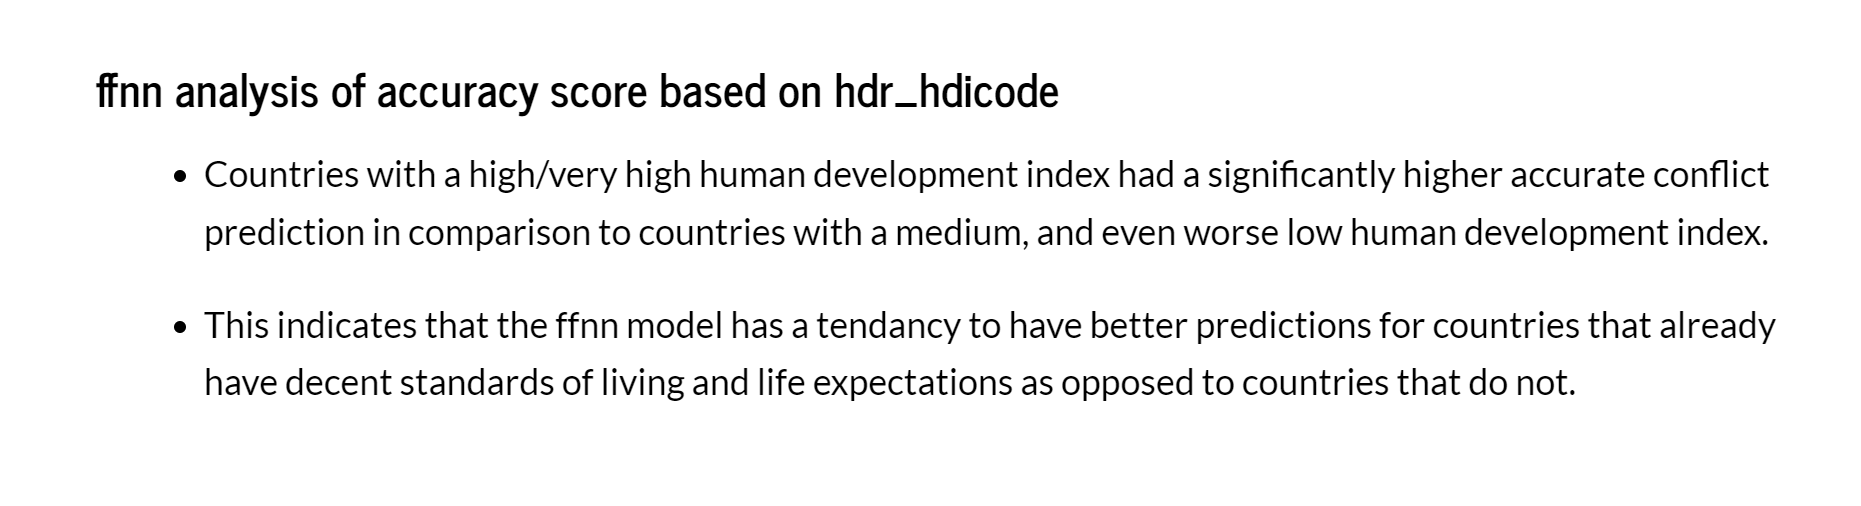 ffnn analysis of accuracy score based on hdr_hdicode
• Countries with a high/very high human development index had a significantly higher accurate conflict
prediction in comparison to countries with a medium, and even worse low human development index.
• This indicates that the ffnn model has a tendancy to have better predictions for countries that already
have decent standards of living and life expectations as opposed to countries that do not.